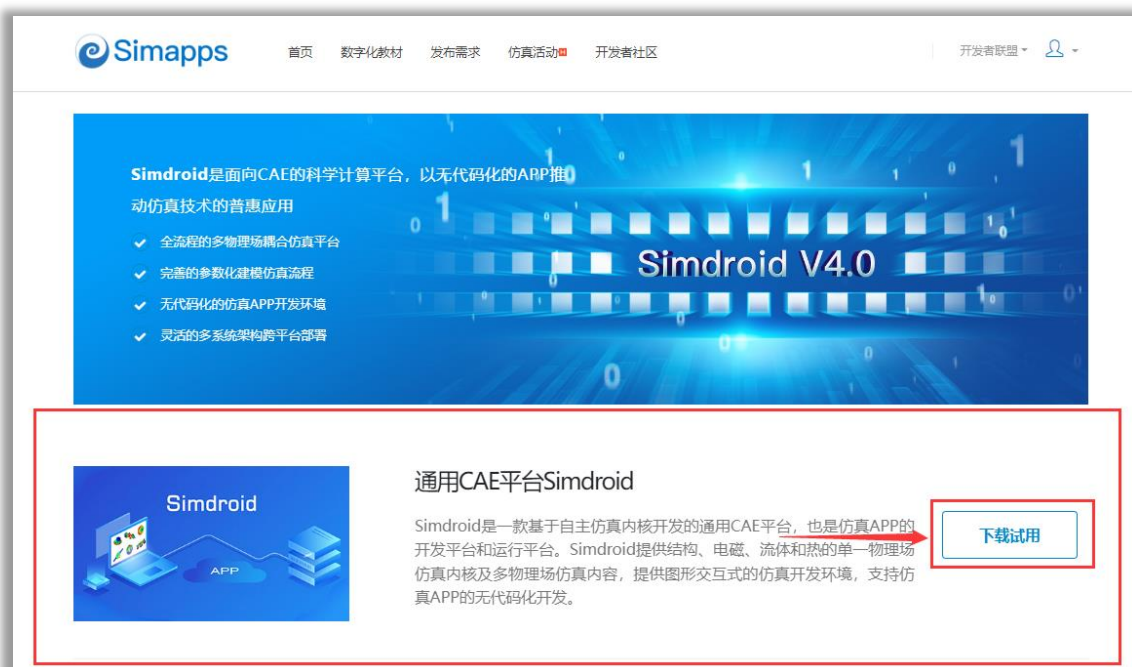 Simapps
首页 数字化教材 发布需求 仿真活动 开发者社区 开发者联盟
Simdroid是面向CAE的科学计算平台，以无代码化的APP推
动仿真技术的普惠应用
全流程的多物理场耦合仿真平台
完善的参数化建模仿真流程
无代码化的仿真APP开发环境
灵活的多系统架构跨平台部署
Simdroid V4.0
Simdroid
APP
通用CAE平台Simdroid
Simdroid是一款基于自主仿真内核开发的通用CAE平台，也是仿真APP的
开发平台和运行平台。Simdroid提供结构、电磁、流体和热的单一物理场
仿真内核及多物理场仿真内容，提供图形交互式的仿真开发环境，支持仿
真APP的无代码化开发。
下载试用